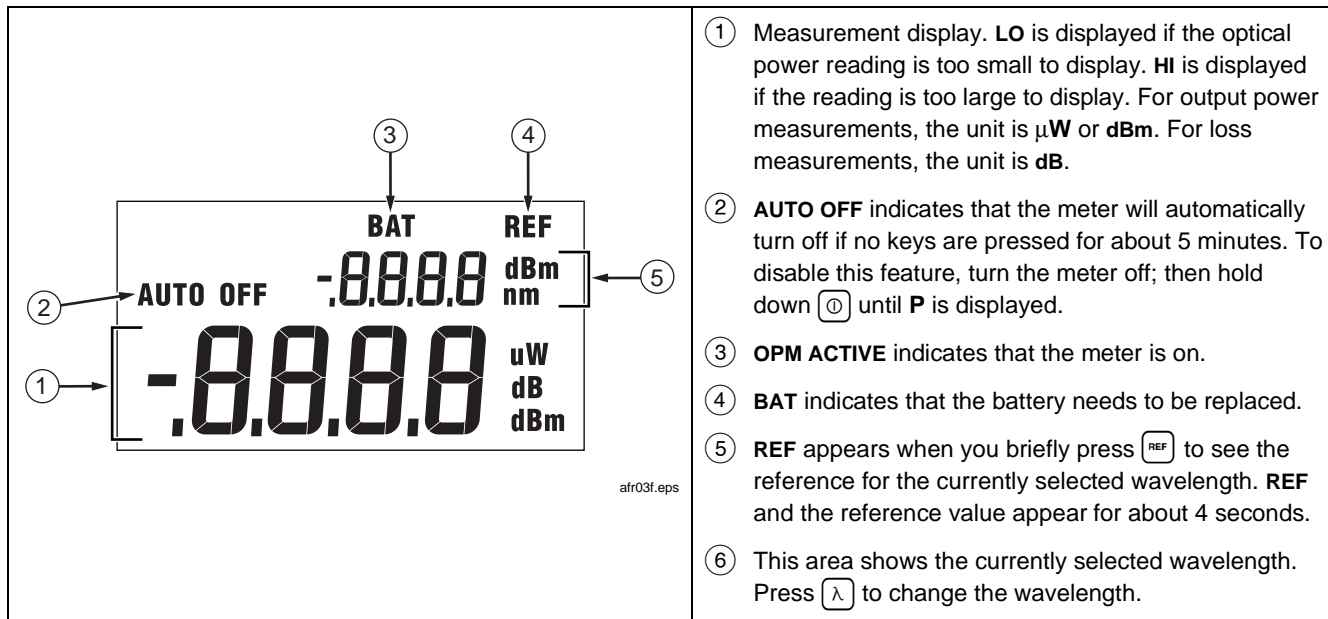 3
4
BAT REF
-.8.8.8.8 dBm
nm
5
2
AUTO OFF
1
-.8.8.8.8 uW
dB
dBm
afr03f.eps
1 Measurement display. LO is displayed if the optical
power reading is too small to display. HI is displayed
if the reading is too large to display. For output power
measurements, the unit is µW or dBm. For loss
measurements, the unit is dB.
2 AUTO OFF indicates that the meter will automatically
turn off if no keys are pressed for about 5 minutes. To
disable this feature, turn the meter off; then hold
down until P is displayed.
3 OPM ACTIVE indicates that the meter is on.
4 BAT indicates that the battery needs to be replaced.
5 REF appears when you briefly press REF to see the
reference for the currently selected wavelength. REF
and the reference value appear for about 4 seconds.
6 This area shows the currently selected wavelength.
Press λ to change the wavelength.